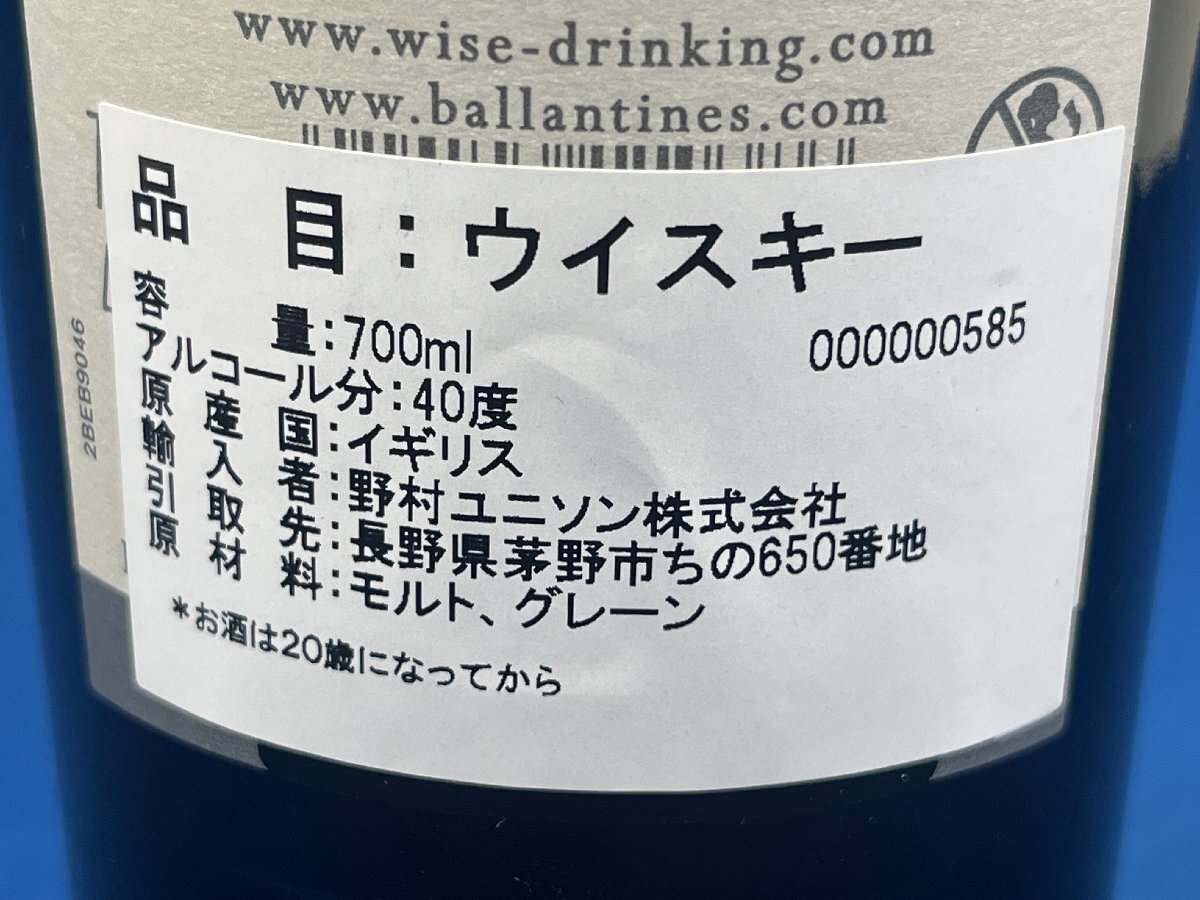 www.wise-drinking.com
www.ballantines.com
品 目：ウイスキー
容 量：700ml
000000585
アルコール分：40度
原 産 国：イギリス
輸 入 者：野村ユニソン株式会社
引 取 先：長野県茅野市ちの650番地
原 材 料：モルト、グレーン
＊お酒は20歳になってから
2BEB9046